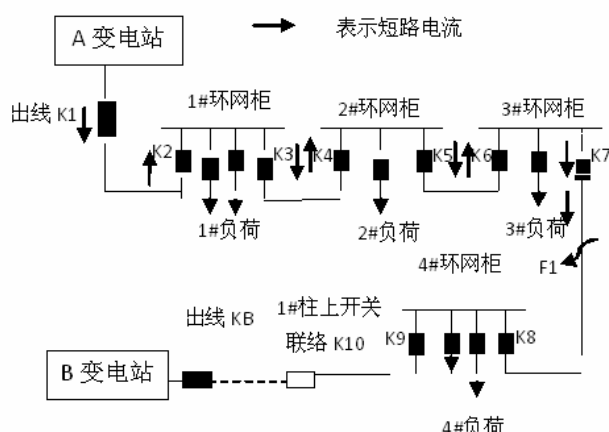 A 变电站
表示短路电流
出线 K1
1#环网柜
2#环网柜
3#环网柜
K2
K3
K4
K5
K6
K7
1#负荷
2#负荷
3#负荷
4#环网柜
F1
出线 KB
1#柱上开关
联络 K10
K9
K8
B 变电站
4#负荷